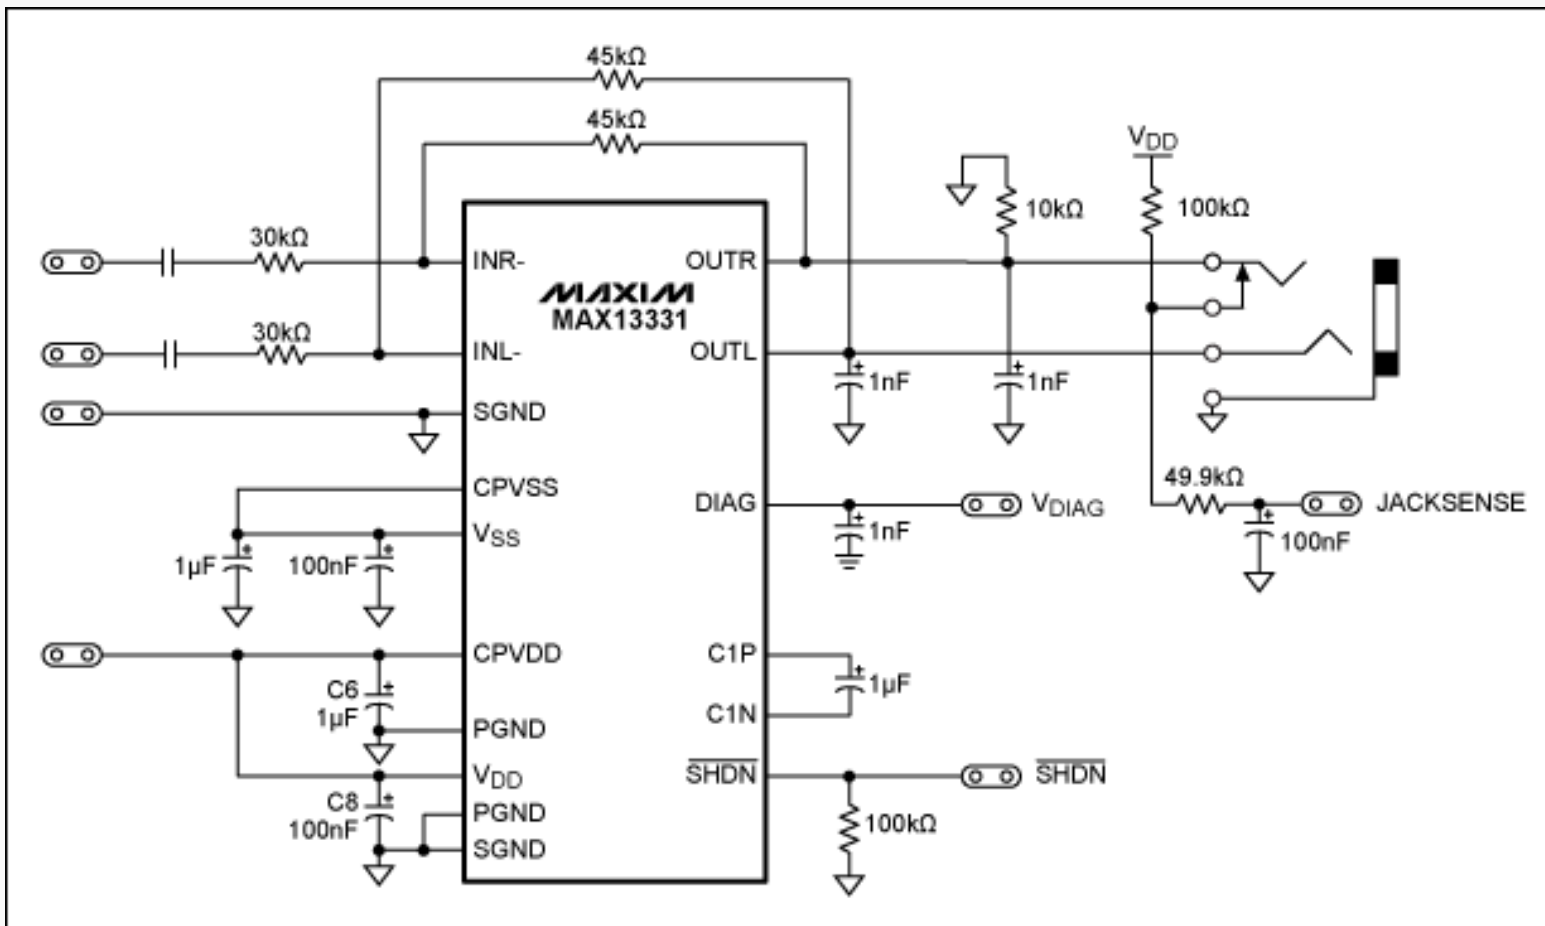 45kΩ
45kΩ
VDD
30kΩ
10kΩ
100kΩ
INR-
OUTR
MAXIM
MAX13331
30kΩ
INL-
OUTL
1nF
1nF
SGND
CPVSS
DIAG
VDIAG
49.9kΩ
JACKSENSE
VSS
1nF
100nF
1µF
100nF
CPVDD
C1P
C6
1µF
1µF
PGND
C1N
VDD
SHDN
SHDN
C8
100nF
PGND
100kΩ
SGND